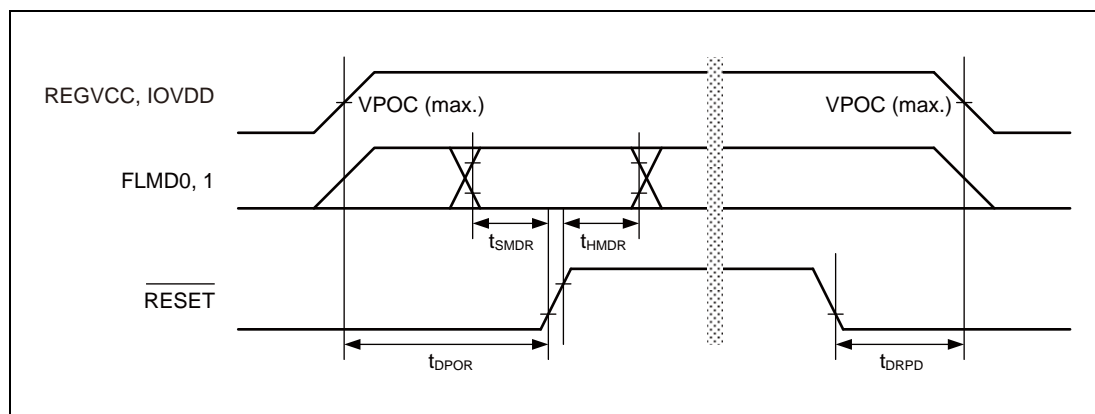 REGVCC, IOVDD
VPOC (max.)
VPOC (max.)
FLMD0, 1
tSMDR
tHMDR
RESET
tDPOR
tDRPD